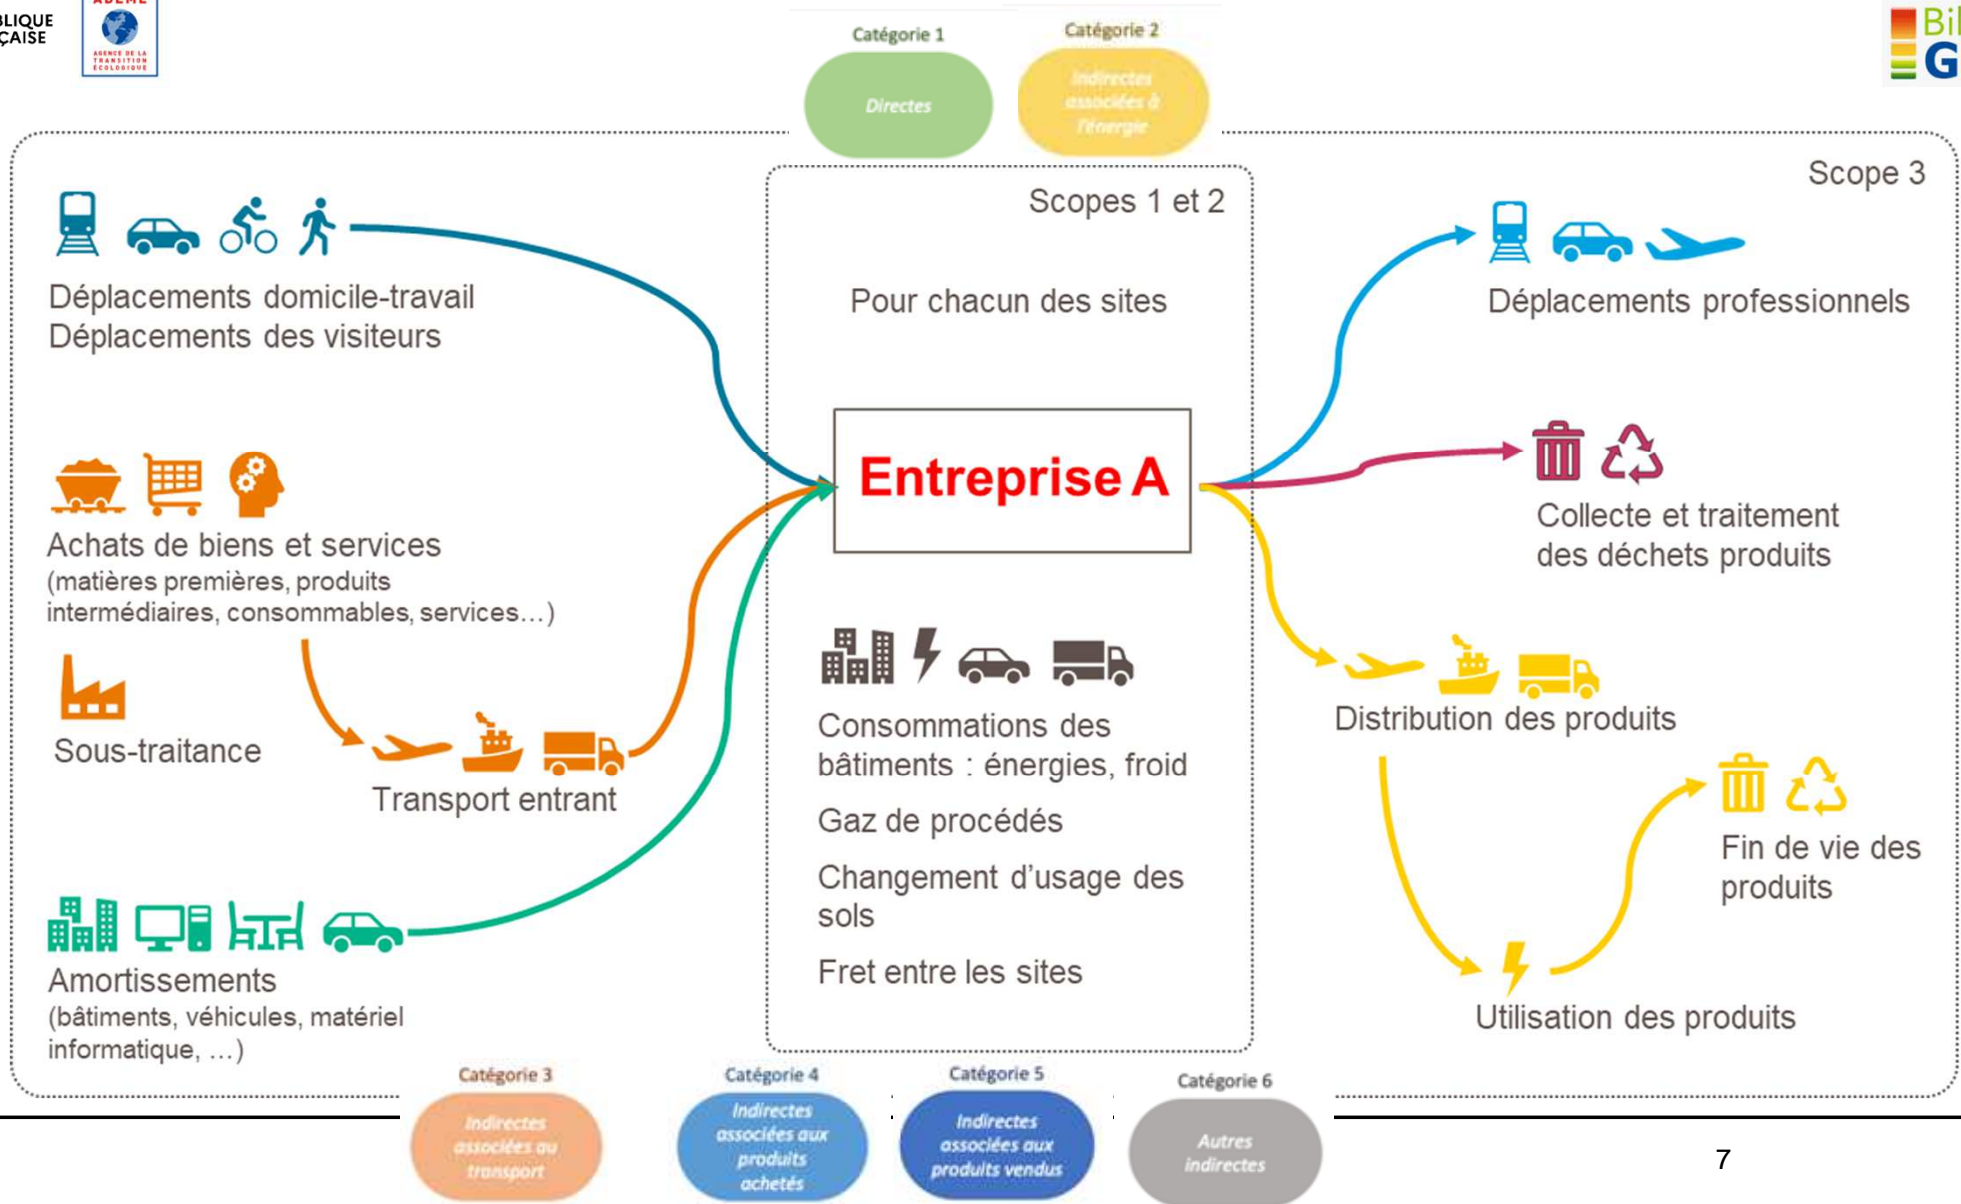 ADEME
AGENCE DE LA
TRANSITION
ÉCOLOGIQUE
Catégorie 1
Directes
Catégorie 2
Indirectes
associées à
l'énergie
G
Scope 3
Scopes 1 et 2
Déplacements domicile-travail
Déplacements des visiteurs
Pour chacun des sites
Déplacements professionnels
Entreprise A
Achats de biens et services
(matières premières, produits
intermédiaires, consommables, services…)
Collecte et traitement
des déchets produits
Sous-traitance
Transport entrant
Consommations des
bâtiments : énergies, froid
Gaz de procédés
Changement d'usage des
sols
Fret entre les sites
Distribution des produits
Fin de vie des
produits
Utilisation des produits
Amortissements
(bâtiments, véhicules, matériel
informatique, …)
Catégorie 3
Indirectes
associées au
transport
Catégorie 4
Indirectes
associées aux
produits
achetés
Catégorie 5
Indirectes
associées aux
produits vendus
Catégorie 6
Autres
indirectes
7